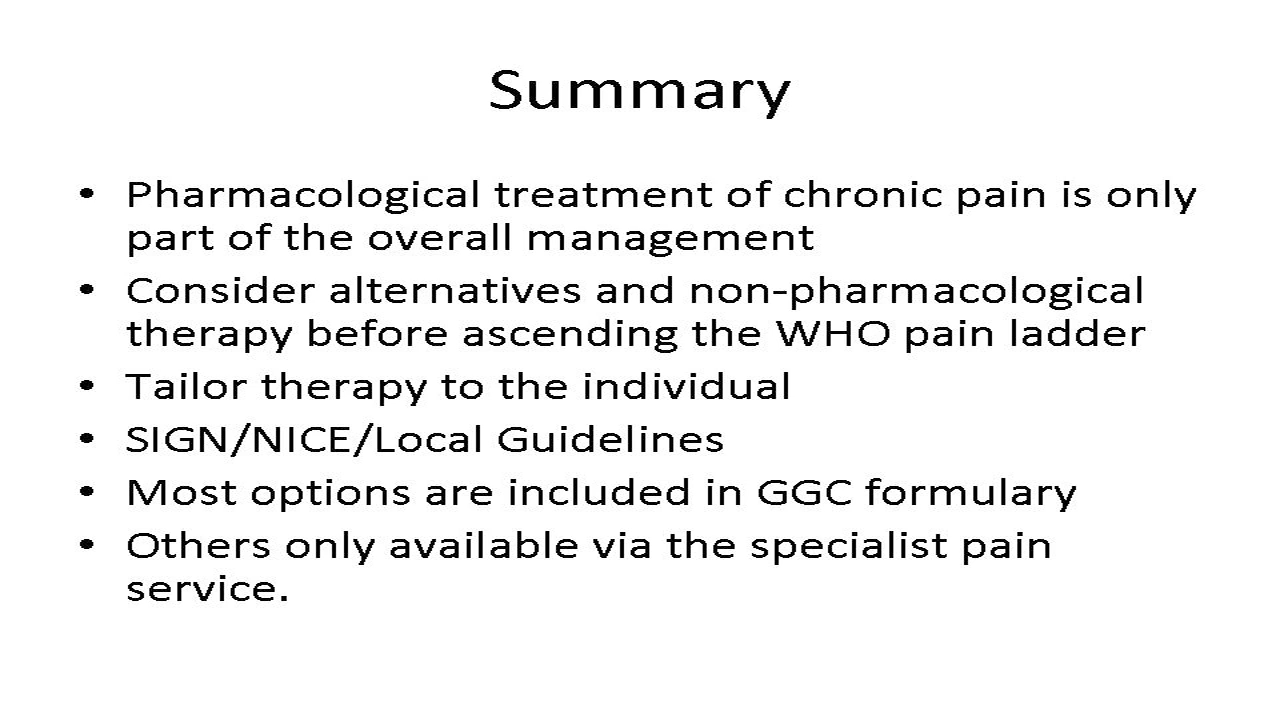 Summary
• Pharmacological treatment of chronic pain is only
part of the overall management
• Consider alternatives and non-pharmacological
therapy before ascending the WHO pain ladder
• Tailor therapy to the individual
• SIGN/NICE/Local Guidelines
• Most options are included in GGC formulary
• Others only available via the specialist pain
service.